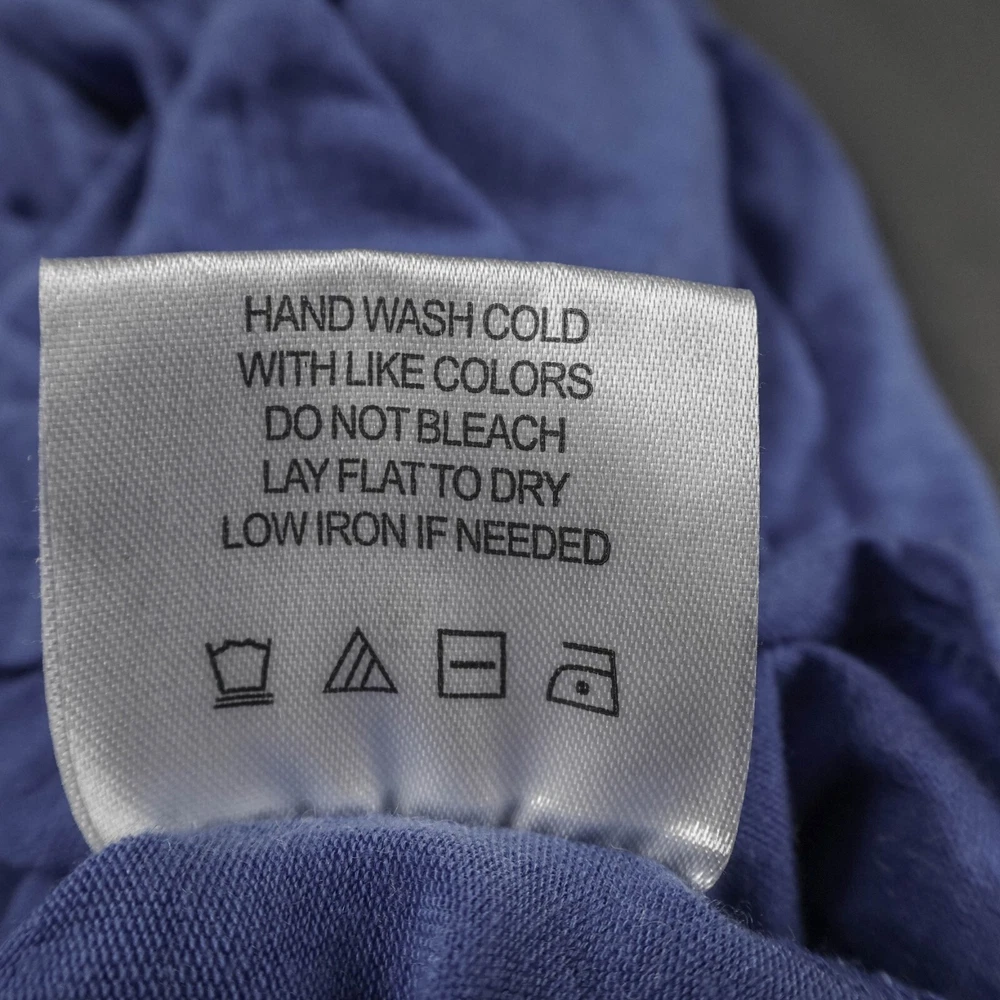 HAND WASH COLD
WITH LIKE COLORS
DO NOT BLEACH
LAY FLAT TO DRY
LOW IRON IF NEEDED